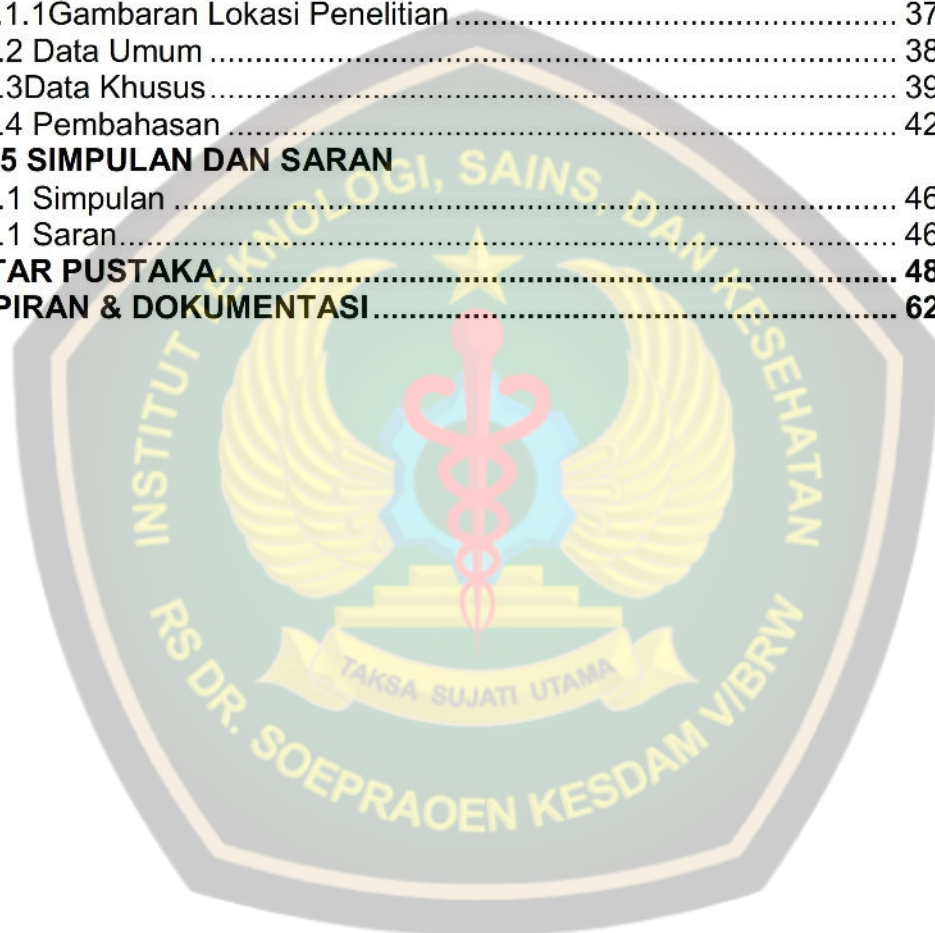 .1.1Gambaran Lokasi Penelitian ........................................................ 37
.2 Data Umum ................................................................................... 38
.3Data Khusus ................................................................................... 39
.4 Pembahasan ................................................................................. 42
5 SIMPULAN DAN SARAN
.1 Simpulan ....................................................................................... 46
.1 Saran.............................................................................................. 46
TAR PUSTAKA.................................................................................. 48
PIRAN & DOKUMENTASI ................................................................ 62
INSTITUT TEKNOLOGI, SAINS, DAN KESEHATAN
TAKSA SUJATI UTAMA
RS DR. SOEPRAOEN KESDAM V/BRW